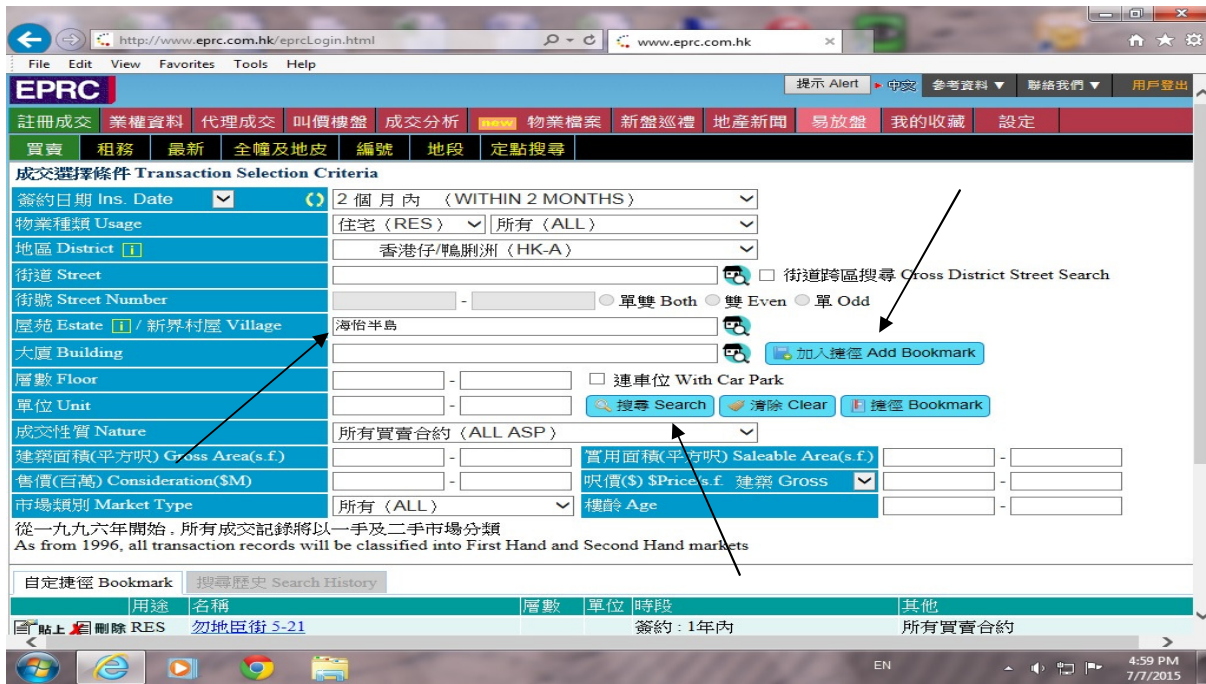 http://www.eprc.com.hk/eprcLogin.html
www.eprc.com.hk
File Edit View Favorites Tools Help
EPRC
提示 Alert 中文 參考資料 ▼ 聯絡我們 ▼ 用戶登出
註冊成交 業權資料 代理成交 叫價樓盤 成交分析 new 物業檔案 新盤巡禮 地產新聞 易放盤 我的收藏 設定
買賣 租務 最新 全幢及地皮 編號 地段 定點搜尋
成交選擇條件 Transaction Selection Criteria
簽約日期 Ins. Date 2 個 月 內 (WITHIN 2 MONTHS)
物業種類 Usage 住宅 (RES) 所有 (ALL)
地區 District 香港仔/鴨脷洲 (HK-A)
街道 Street 街道跨區搜尋 Cross District Street Search
街號 Street Number - 單雙 Both 雙 Even 單 Odd
屋苑 Estate / 新界村屋 Village 海怡半島
大廈 Building 加入捷徑 Add Bookmark
層數 Floor - 連車位 With Car Park
單位 Unit - 搜尋 Search 清除 Clear 捷徑 Bookmark
成交性質 Nature 所有買賣合約 (ALL ASP)
建築面積(平方呎) Gross Area(s.f.) - 實用面積(平方呎) Saleable Area(s.f.) -
售價(百萬) Consideration($M) - 呎價($) $Price/s.f. 建築 Gross -
市場類別 Market Type 所有 (ALL) 樓齡 Age -
從一九九六年開始，所有成交記錄將以一手及二手市場分類
As from 1996, all transaction records will be classified into First Hand and Second Hand markets
自定捷徑 Bookmark 搜尋歷史 Search History
用途 名稱 層數 單位 時段 其他
貼上 刪除 RES 勿地臣街 5-21 簽約 : 1年內 所有買賣合約
EN 4:59 PM
7/7/2015